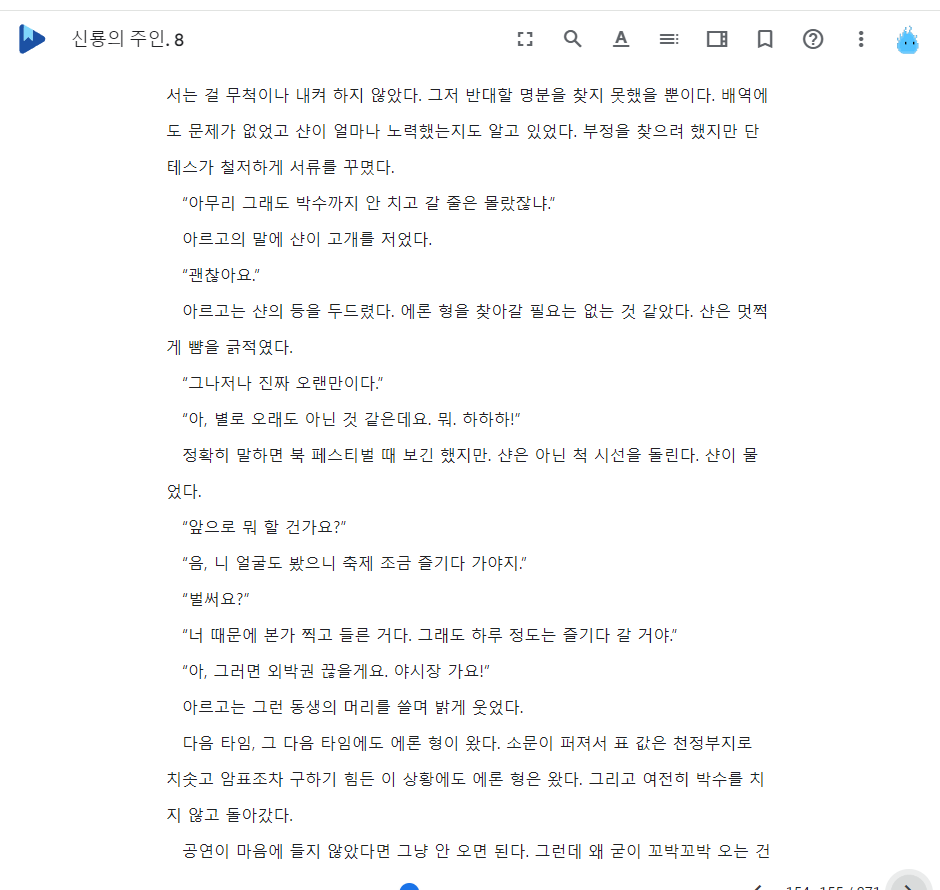 신룡의 주인. 8
서는 걸 무척이나 내켜 하지 않았다. 그저 반대할 명분을 찾지 못했을 뿐이다. 배역에
도 문제가 없었고 샨이 얼마나 노력했는지도 알고 있었다. 부정을 찾으려 했지만 단
테스가 철저하게 서류를 꾸몄다.
“아무리 그래도 박수까지 안 치고 갈 줄은 몰랐잖냐.”
아르고의 말에 샨이 고개를 저었다.
“괜찮아요.”
아르고는 샨의 등을 두드렸다. 에론 형을 찾아갈 필요는 없는 것 같았다. 샨은 멋쩍
게 뺨을 긁적였다.
“그나저나 진짜 오랜만이다.”
“아, 별로 오래도 아닌 것 같은데요. 뭐. 하하하!”
정확히 말하면 북 페스티벌 때 보긴 했지만. 샨은 아닌 척 시선을 돌린다. 샨이 물
었다.
“앞으로 뭐 할 건가요?”
“음, 니 얼굴도 봤으니 축제 조금 즐기다 가야지.”
“벌써요?”
“너 때문에 본가 찍고 들른 거다. 그래도 하루 정도는 즐기다 갈 거야.”
“아, 그러면 외박권 끊을게요. 야시장 가요!”
아르고는 그런 동생의 머리를 쓸며 밝게 웃었다.
다음 타임, 그 다음 타임에도 에론 형이 왔다. 소문이 퍼져서 표 값은 천정부지로
치솟고 암표조차 구하기 힘든 이 상황에도 에론 형은 왔다. 그리고 여전히 박수를 치
지 않고 돌아갔다.
공연이 마음에 들지 않았다면 그냥 안 오면 된다. 그런데 왜 굳이 꼬박꼬박 오는 건